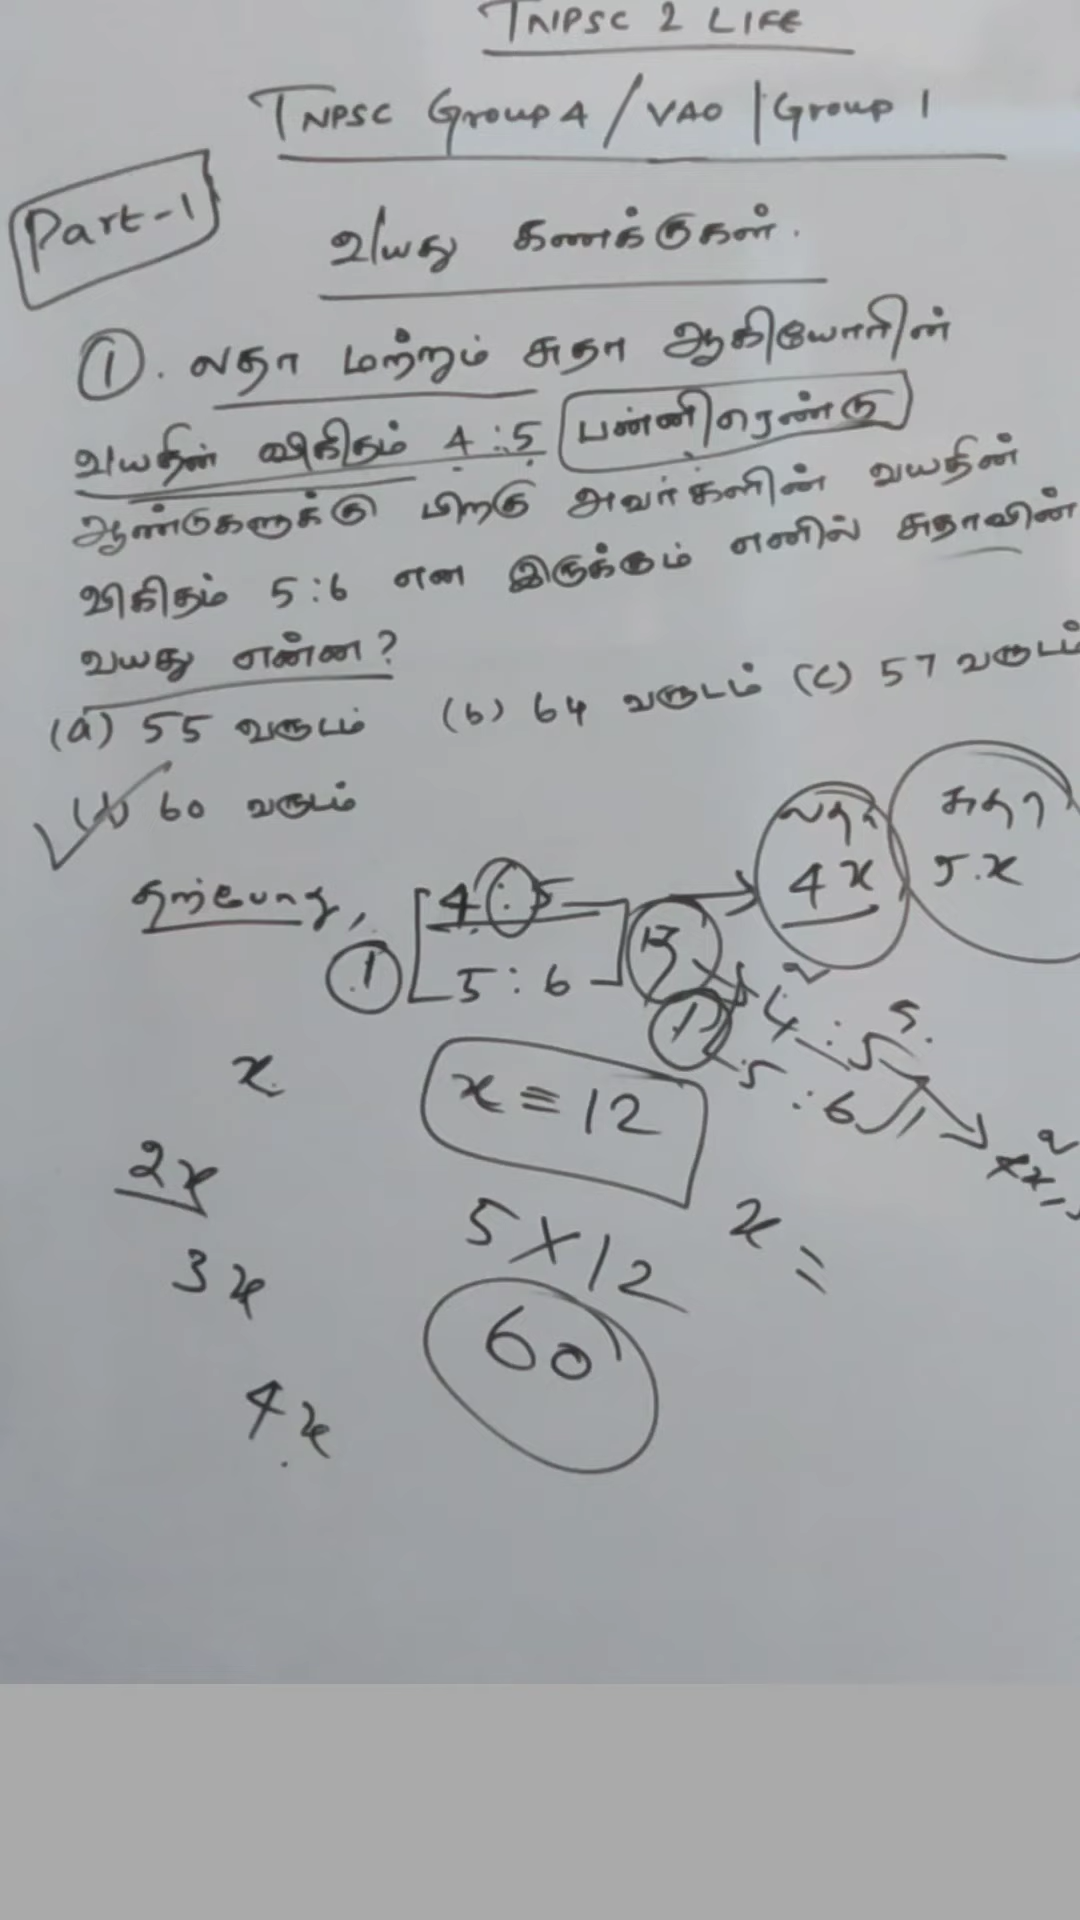 TNPSC 2 LIFE
TNPSC Group 4 / VAO | Group 1
Part-1
வயது கணக்குகள்.
1. லதா மற்றும் சுதா ஆகியோரின்
வயதின் விகிதம் 4:5 பன்னிரெண்டு
ஆண்டுகளுக்கு பிறகு அவர்களின் வயதின்
விகிதம் 5:6 என இருக்கும் எனில் சுதாவின்
வயது என்ன?
(a) 55 வருடம் (b) 64 வருடம் (c) 57 வருடம்
(d) 60 வருடம்
லதா சுதா
4x 5.x
தற்போது, 4:5
1 5:6
4:5
5:6
x
x = 12
2x
5 x 12
x =
3x
60
4x